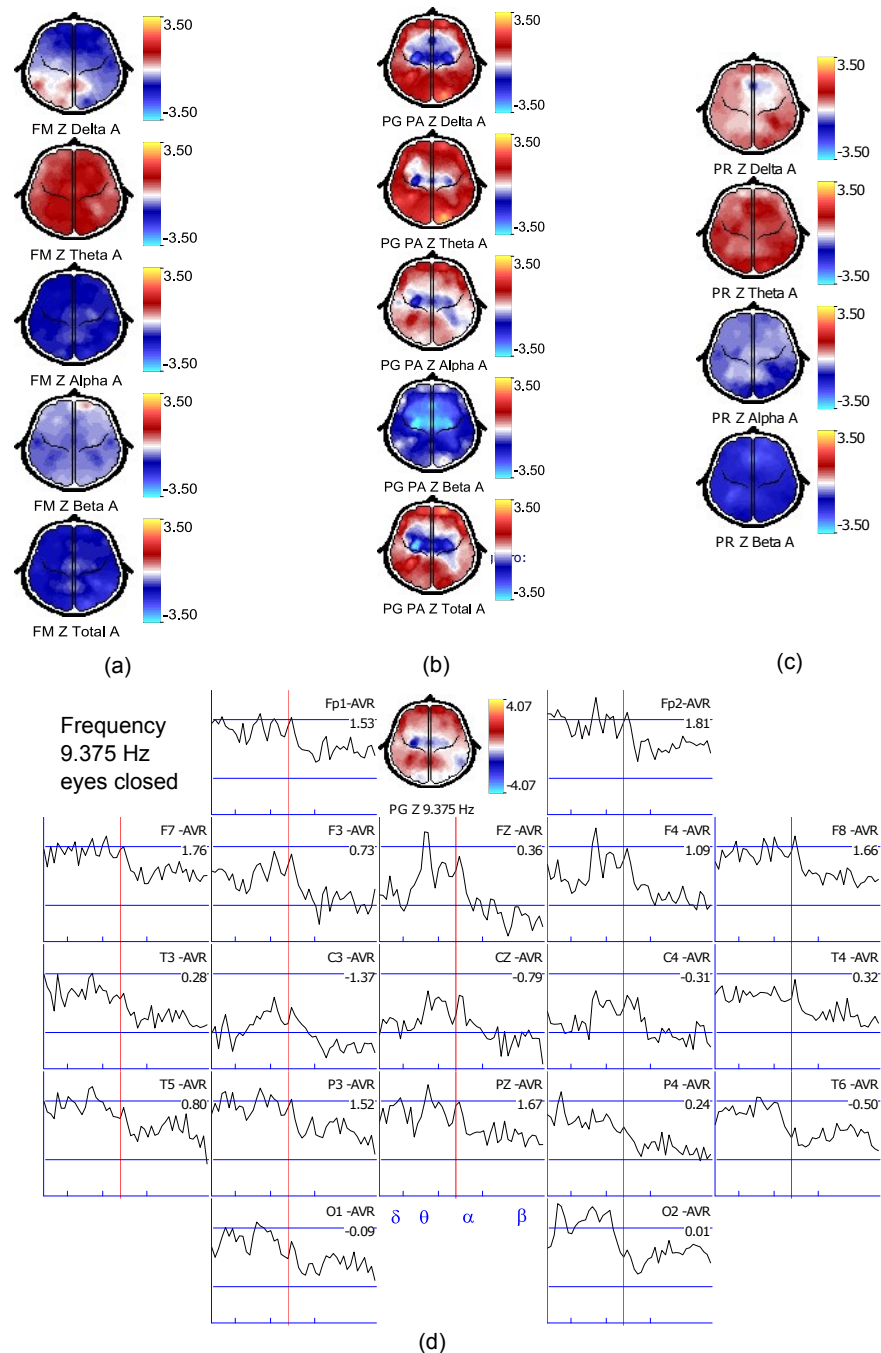 3.50
-3.50
FM Z Delta A
3.50
-3.50
FM Z Theta A
3.50
-3.50
FM Z Alpha A
3.50
-3.50
FM Z Beta A
3.50
-3.50
FM Z Total A
(a)
3.50
-3.50
PG PA Z Delta A
3.50
-3.50
PG PA Z Theta A
3.50
-3.50
PG PA Z Alpha A
3.50
-3.50
PG PA Z Beta A
3.50
ro:
-3.50
PG PA Z Total A
(b)
3.50
-3.50
PR Z Delta A
3.50
-3.50
PR Z Theta A
3.50
-3.50
PR Z Alpha A
3.50
-3.50
PR Z Beta A
(c)
Frequency
9.375 Hz
eyes closed
Fp1-AVR
1.53
4.07
-4.07
PG Z 9.375 Hz
Fp2-AVR
1.81
F7 -AVR
1.76
F3 -AVR
0.73
FZ -AVR
0.36
F4 -AVR
1.09
F8 -AVR
1.66
T3 -AVR
0.28
C3 -AVR
-1.37
CZ -AVR
-0.79
C4 -AVR
-0.31
T4 -AVR
0.32
T5 -AVR
0.80
P3 -AVR
1.52
PZ -AVR
1.67
P4 -AVR
0.24
T6 -AVR
-0.50
O1 -AVR
-0.09
δ θ α β
O2 -AVR
0.01
(d)